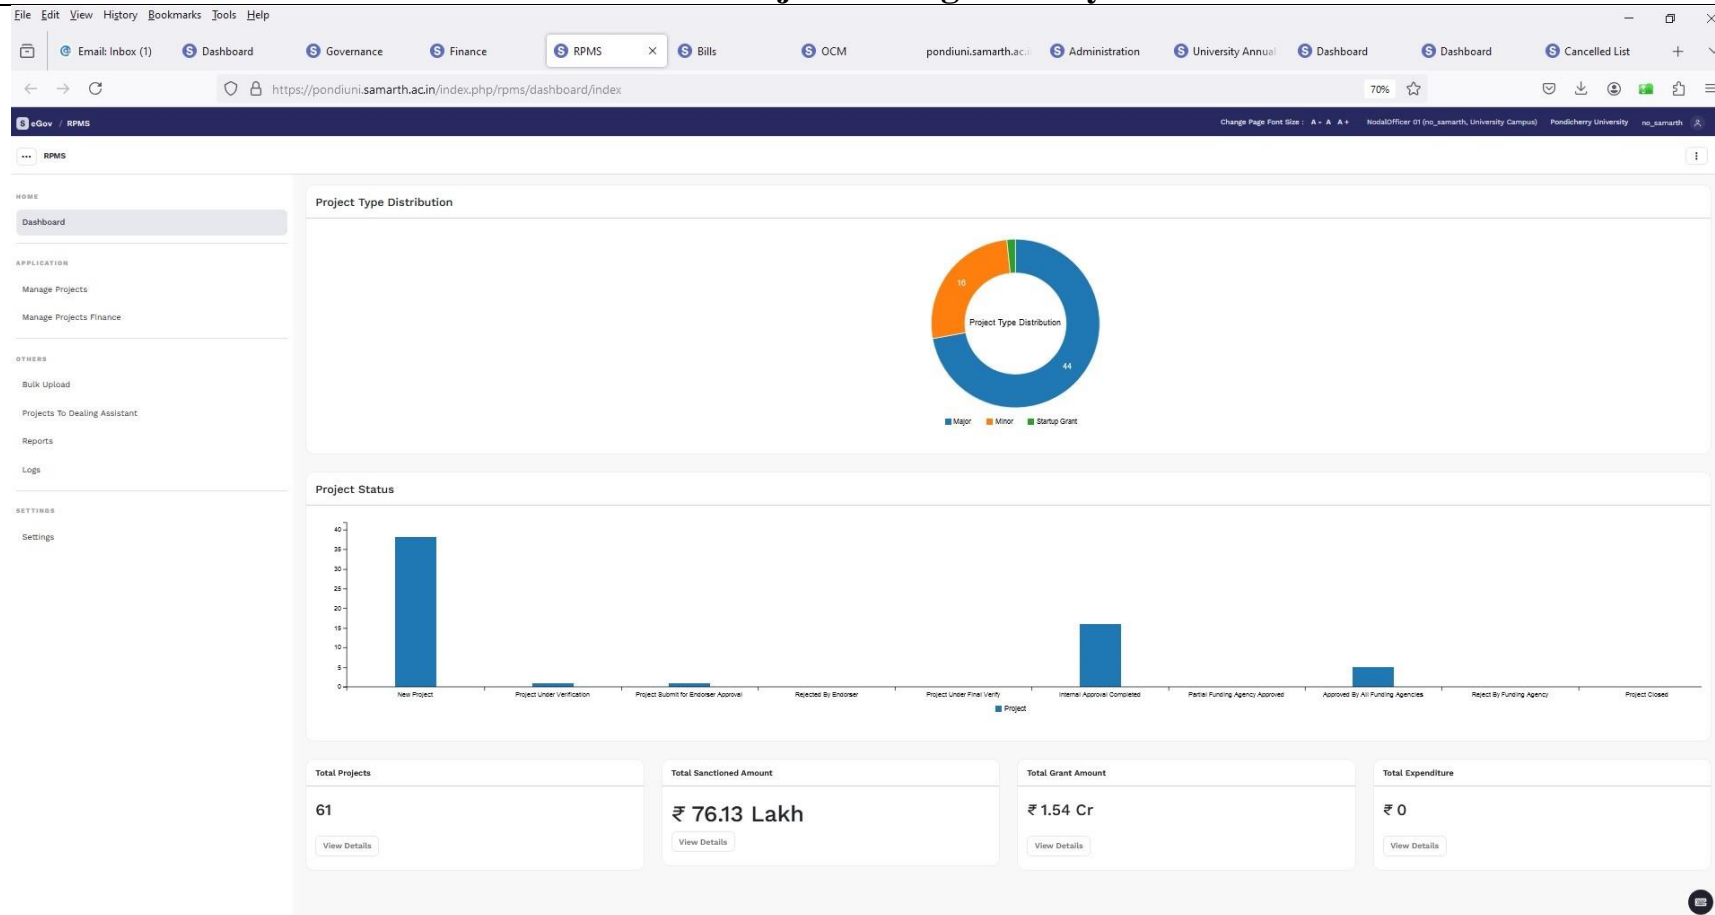 File Edit View History Bookmarks Tools Help
Email: Inbox (1) Dashboard Governance Finance RPMS Bills OCM pondiuni.samarth.ac.i Administration University Annual Dashboard Dashboard Cancelled List
https://pondiuni.samarth.ac.in/index.php/rpms/dashboard/index 70%
S eGov / RPMS Change Page Font Size : A - A A + NodalOfficer 01 (no_samarth, University Campus) Pondicherry University no_samarth
RPMS
HOME
Dashboard
APPLICATION
Manage Projects
Manage Projects Finance
OTHERS
Bulk Upload
Projects To Dealing Assistant
Reports
Logs
SETTINGS
Settings
Project Type Distribution
16
Project Type Distribution
44
Major Minor Startup Grant
Project Status
40
35
30
25
20
15
10
5
0
New Project Project Under Verification Project Submit for Endorser Approval Rejected By Endorser Project Under Final Verify Internal Approval Completed Partial Funding Agency Approved Approved By All Funding Agencies Reject By Funding Agency Project Closed
Project
Total Projects
61
View Details
Total Sanctioned Amount
₹ 76.13 Lakh
View Details
Total Grant Amount
₹ 1.54 Cr
View Details
Total Expenditure
₹ 0
View Details